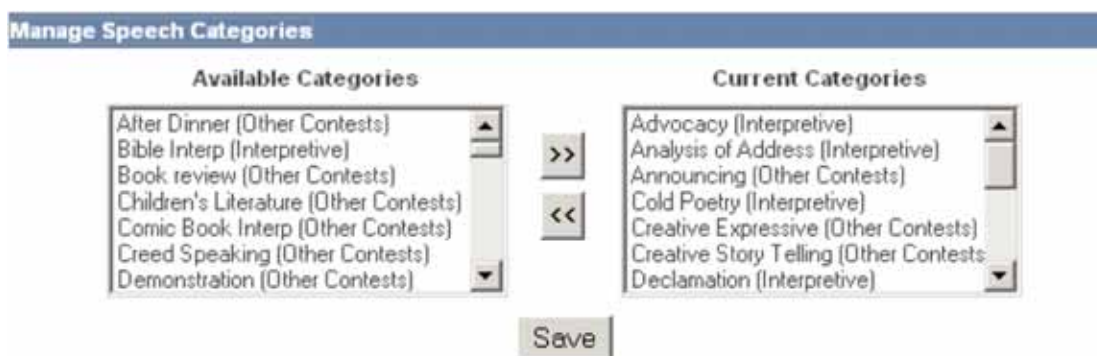 Manage Speech Categories
Available Categories
After Dinner (Other Contests)
Bible Interp (Interpretive)
Book review (Other Contests)
Children's Literature (Other Contests)
Comic Book Interp (Other Contests)
Creed Speaking (Other Contests)
Demonstration (Other Contests)
>>
<<
Current Categories
Advocacy (Interpretive)
Analysis of Address (Interpretive)
Announcing (Other Contests)
Cold Poetry (Interpretive)
Creative Expressive (Other Contests)
Creative Story Telling (Other Contests
Declamation (Interpretive)
Save